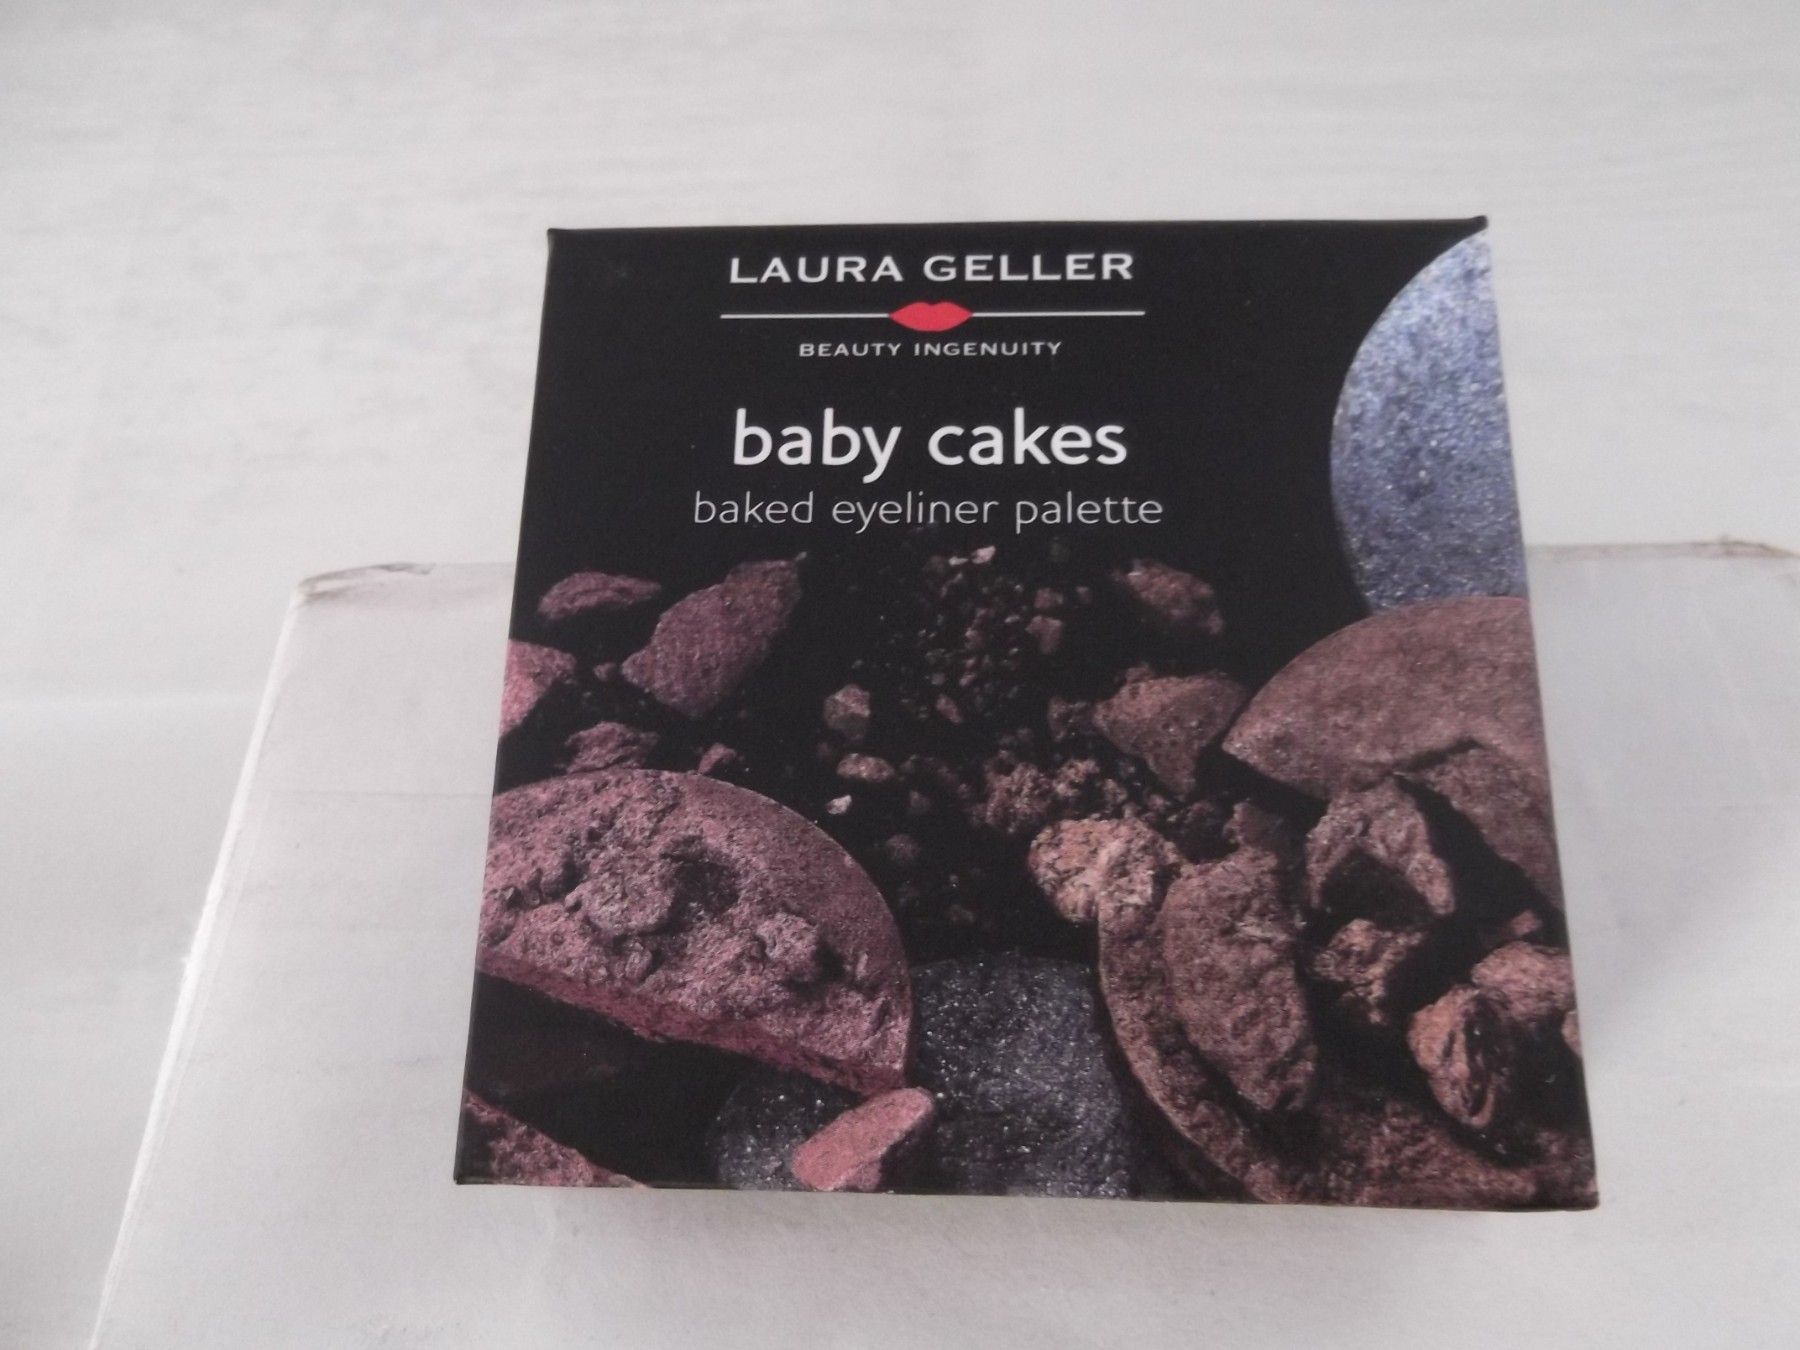 LAURA GELLER
BEAUTY INGENUITY
baby cakes
baked eyeliner palette